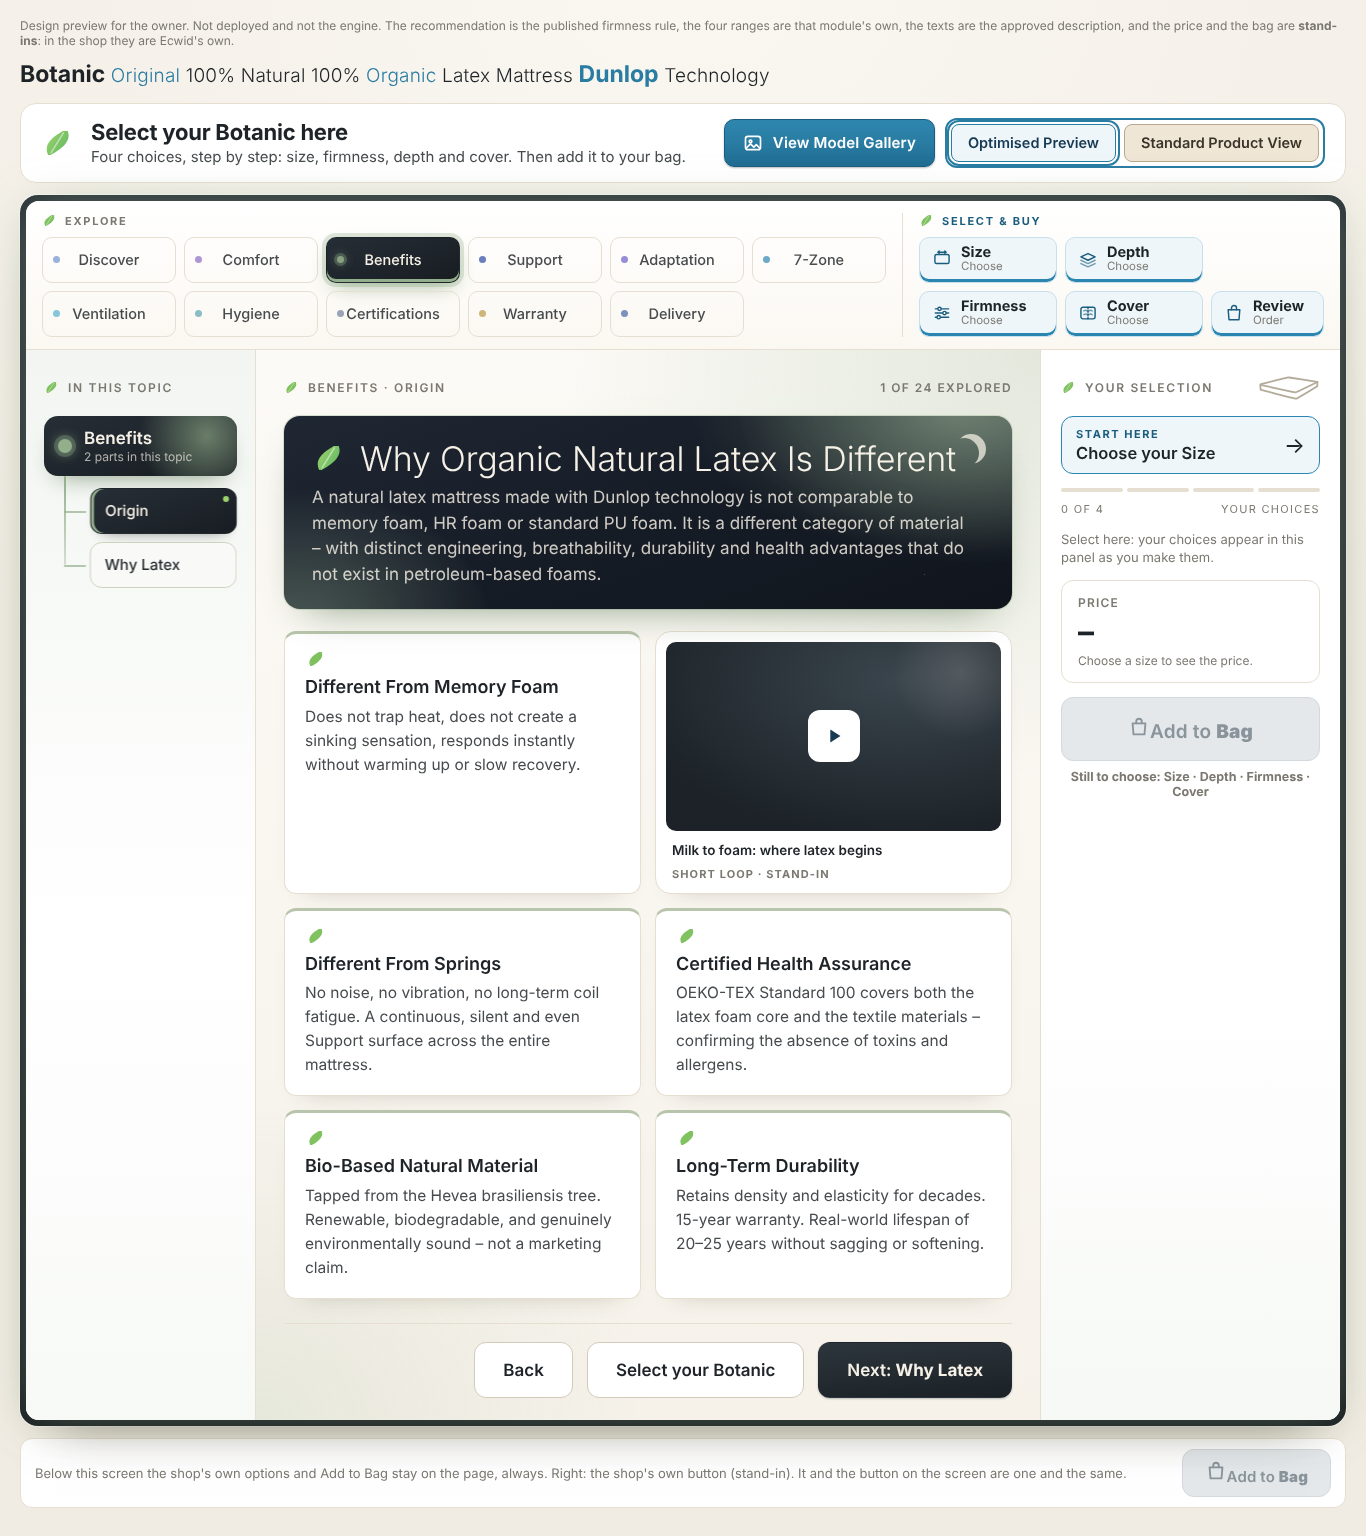 Design preview for the owner. Not deployed and not the engine. The recommendation is the published firmness rule, the four ranges are that module's own, the texts are the approved description, and the price and the bag are stand-
ins: in the shop they are Ecwid's own.
Botanic Original 100% Natural 100% Organic Latex Mattress Dunlop Technology
Select your Botanic here
Four choices, step by step: size, firmness, depth and cover. Then add it to your bag.
View Model Gallery
Optimised Preview
Standard Product View
EXPLORE
Discover
Comfort
Benefits
Support
Adaptation
7-Zone
Ventilation
Hygiene
Certifications
Warranty
Delivery
SELECT & BUY
Size
Choose
Depth
Choose
Firmness
Choose
Cover
Choose
Review
Order
IN THIS TOPIC
Benefits
2 parts in this topic
Origin
Why Latex
BENEFITS · ORIGIN
1 OF 24 EXPLORED
Why Organic Natural Latex Is Different
A natural latex mattress made with Dunlop technology is not comparable to
memory foam, HR foam or standard PU foam. It is a different category of material
– with distinct engineering, breathability, durability and health advantages that do
not exist in petroleum-based foams.
Different From Memory Foam
Does not trap heat, does not create a
sinking sensation, responds instantly
without warming up or slow recovery.
Milk to foam: where latex begins
SHORT LOOP · STAND-IN
Different From Springs
No noise, no vibration, no long-term coil
fatigue. A continuous, silent and even
Support surface across the entire
mattress.
Certified Health Assurance
OEKO-TEX Standard 100 covers both the
latex foam core and the textile materials –
confirming the absence of toxins and
allergens.
Bio-Based Natural Material
Tapped from the Hevea brasiliensis tree.
Renewable, biodegradable, and genuinely
environmentally sound – not a marketing
claim.
Long-Term Durability
Retains density and elasticity for decades.
15-year warranty. Real-world lifespan of
20–25 years without sagging or softening.
Back
Select your Botanic
Next: Why Latex
YOUR SELECTION
START HERE
Choose your Size
0 OF 4
YOUR CHOICES
Select here: your choices appear in this
panel as you make them.
PRICE
–
Choose a size to see the price.
Add to Bag
Still to choose: Size · Depth · Firmness ·
Cover
Below this screen the shop's own options and Add to Bag stay on the page, always. Right: the shop's own button (stand-in). It and the button on the screen are one and the same.
Add to Bag